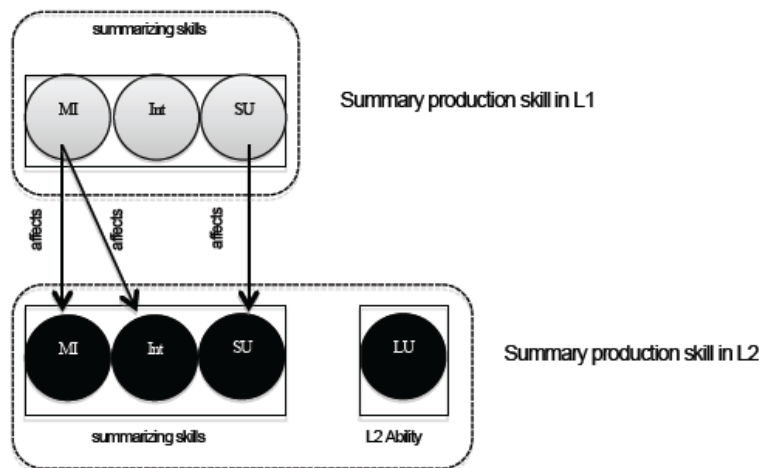 summarizing skills
MI Int SU
Summary production skill in L1
affects affects affects
MI Int SU LU
Summary production skill in L2
summarizing skills L2 Ability